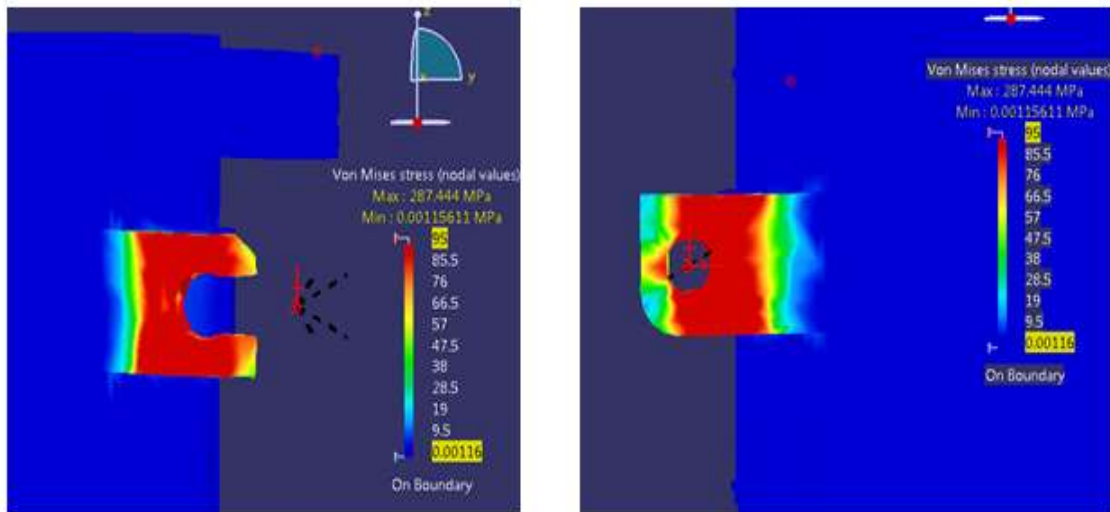 z
x
y
Von Mises stress (nodal values)
Max : 287.444 MPa
Min : 0.00115611 MPa
95
85.5
76
66.5
57
47.5
38
28.5
19
9.5
0.00116
On Boundary
Von Mises stress (nodal values)
Max : 287.444 MPa
Min : 0.00115611 MPa
95
85.5
76
66.5
57
47.5
38
28.5
19
9.5
0.00116
On Boundary